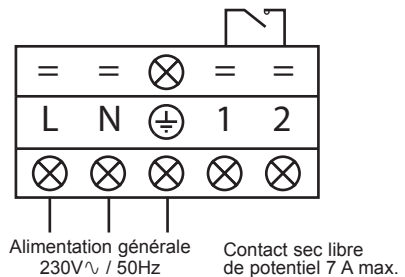 = = = =
L N 1 2
Alimentation générale
230V∿ / 50Hz
Contact sec libre
de potentiel 7 A max.